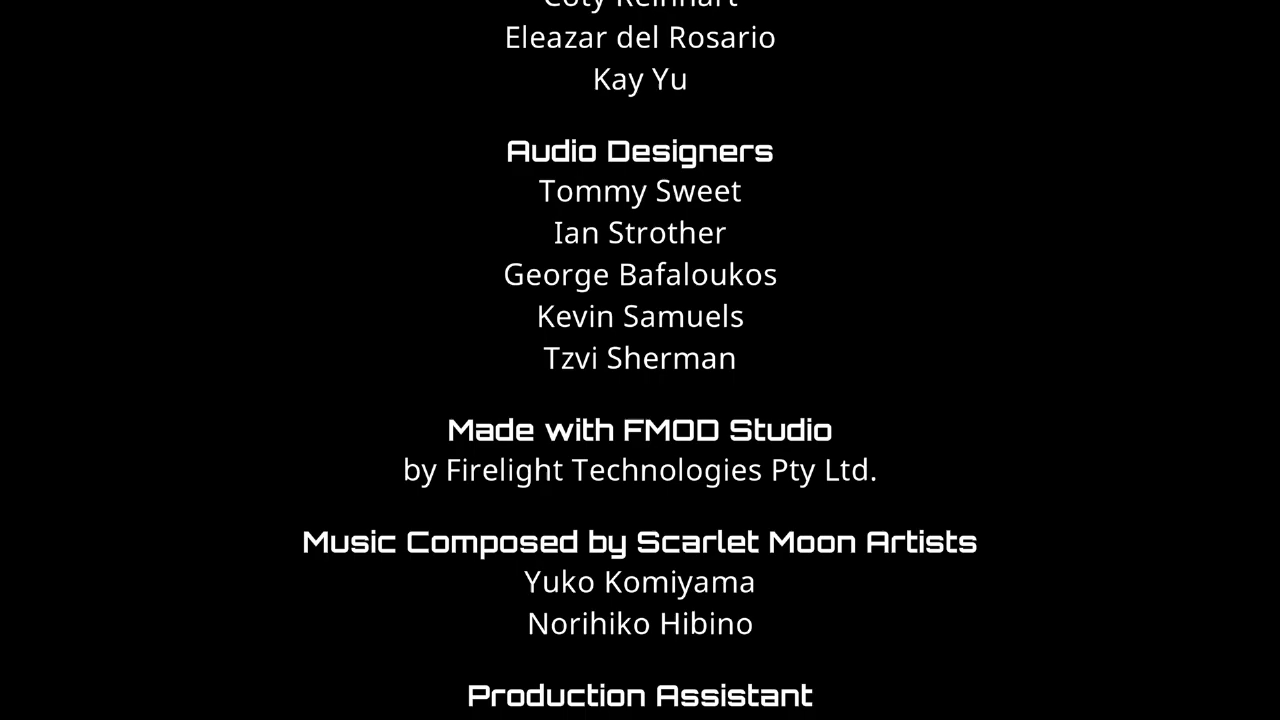 Coty Reinhart
Eleazar del Rosario
Kay Yu
Audio Designers
Tommy Sweet
Ian Strother
George Bafaloukos
Kevin Samuels
Tzvi Sherman
Made with FMOD Studio
by Firelight Technologies Pty Ltd.
Music Composed by Scarlet Moon Artists
Yuko Komiyama
Norihiko Hibino
Production Assistant